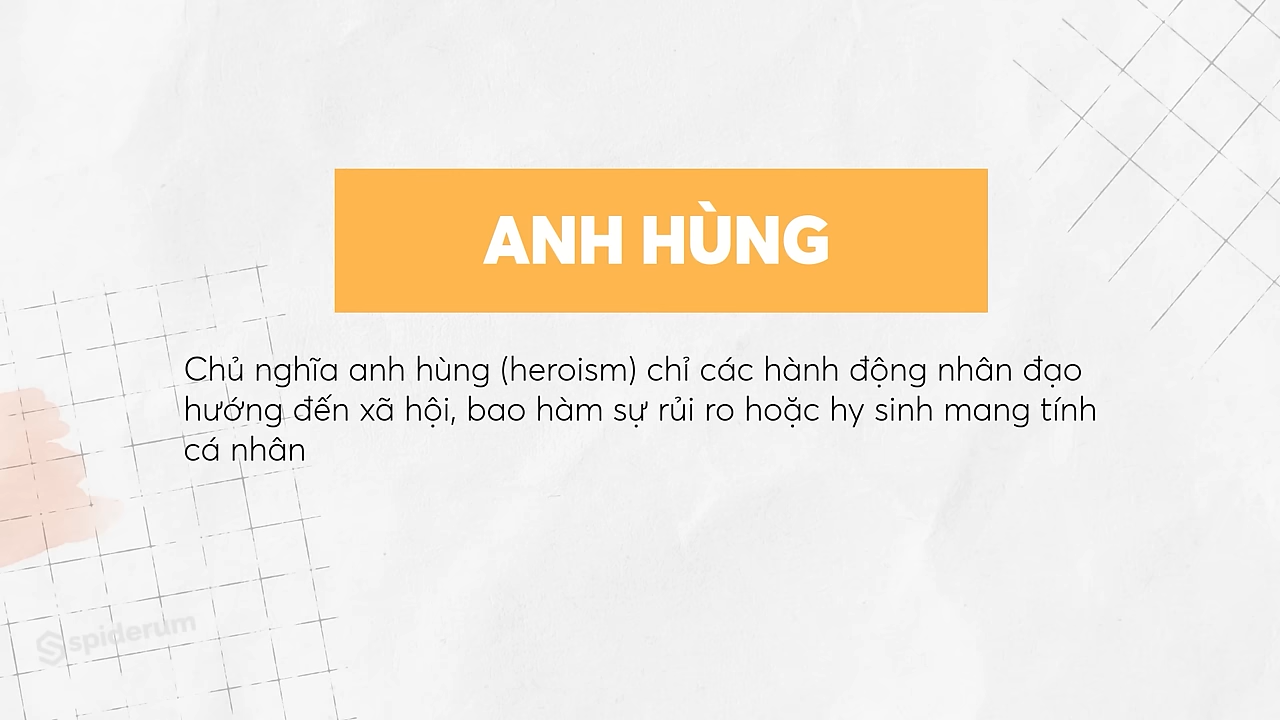 ANH HÙNG
Chủ nghĩa anh hùng (heroism) chỉ các hành động nhân đạo
hướng đến xã hội, bao hàm sự rủi ro hoặc hy sinh mang tính
cá nhân
spiderum